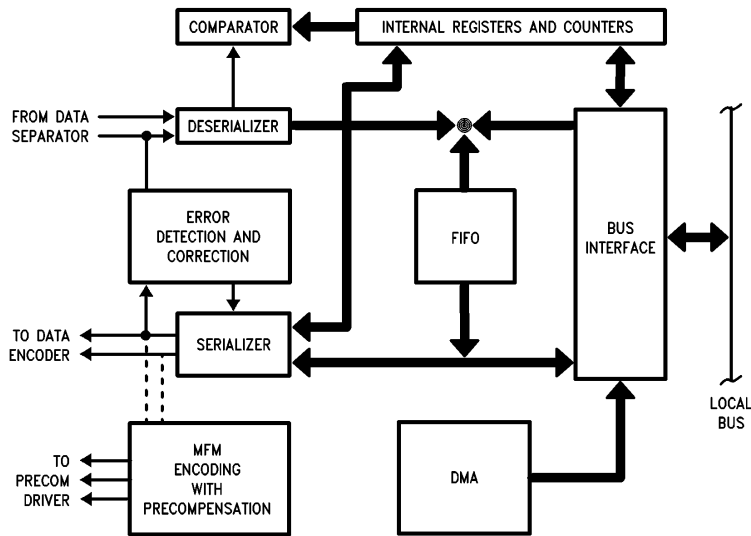 COMPARATOR
INTERNAL REGISTERS AND COUNTERS
FROM DATA
SEPARATOR
DESERIALIZER
ERROR
DETECTION AND
CORRECTION
FIFO
BUS
INTERFACE
TO DATA
ENCODER
SERIALIZER
LOCAL
BUS
MFM
ENCODING
WITH
PRECOMPENSATION
TO
PRECOM
DRIVER
DMA